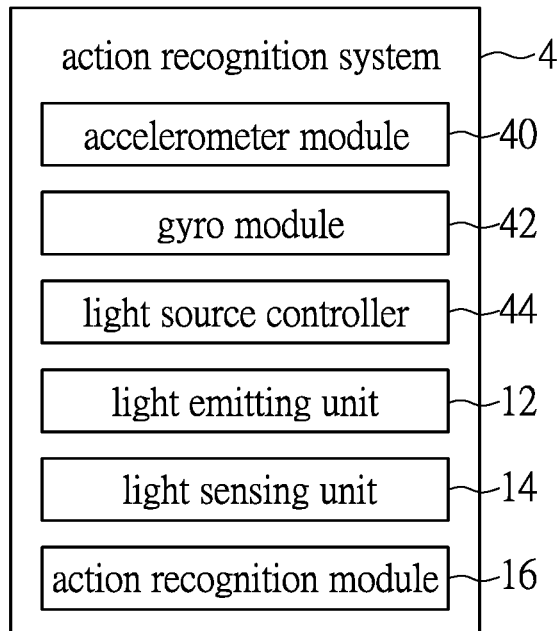 action recognition system 4
accelerometer module 40
gyro module 42
light source controller 44
light emitting unit 12
light sensing unit 14
action recognition module 16